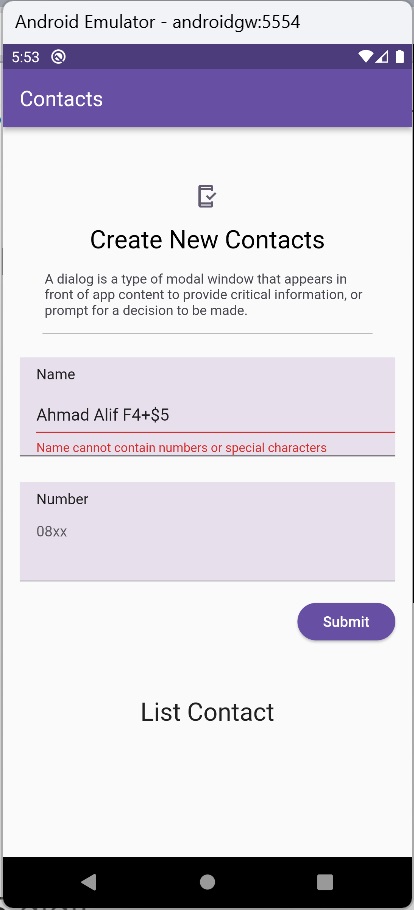 Android Emulator - androidgw:5554
5:53
Contacts
Create New Contacts
A dialog is a type of modal window that appears in
front of app content to provide critical information, or
prompt for a decision to be made.
Name
Ahmad Alif F4+$5
Name cannot contain numbers or special characters
Number
08xx
Submit
List Contact